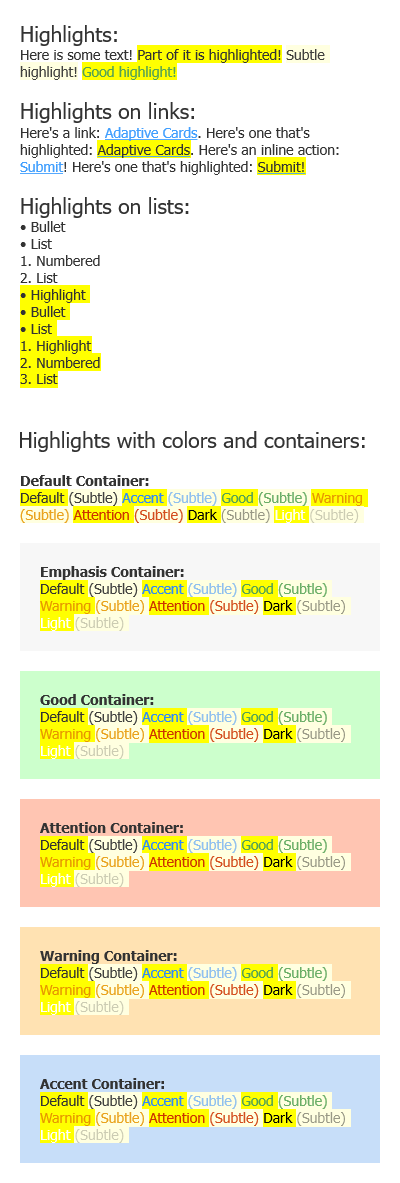 Highlights:
Here is some text! Part of it is highlighted! Subtle
highlight! Good highlight!
Highlights on links:
Here's a link: Adaptive Cards. Here's one that's
highlighted: Adaptive Cards. Here's an inline action:
Submit! Here's one that's highlighted: Submit!
Highlights on lists:
• Bullet
• List
1. Numbered
2. List
• Highlight
• Bullet
• List
1. Highlight
2. Numbered
3. List
Highlights with colors and containers:
Default Container:
Default (Subtle) Accent (Subtle) Good (Subtle) Warning
(Subtle) Attention (Subtle) Dark (Subtle) Light (Subtle)
Emphasis Container:
Default (Subtle) Accent (Subtle) Good (Subtle)
Warning (Subtle) Attention (Subtle) Dark (Subtle)
Light (Subtle)
Good Container:
Default (Subtle) Accent (Subtle) Good (Subtle)
Warning (Subtle) Attention (Subtle) Dark (Subtle)
Light (Subtle)
Attention Container:
Default (Subtle) Accent (Subtle) Good (Subtle)
Warning (Subtle) Attention (Subtle) Dark (Subtle)
Light (Subtle)
Warning Container:
Default (Subtle) Accent (Subtle) Good (Subtle)
Warning (Subtle) Attention (Subtle) Dark (Subtle)
Light (Subtle)
Accent Container:
Default (Subtle) Accent (Subtle) Good (Subtle)
Warning (Subtle) Attention (Subtle) Dark (Subtle)
Light (Subtle)